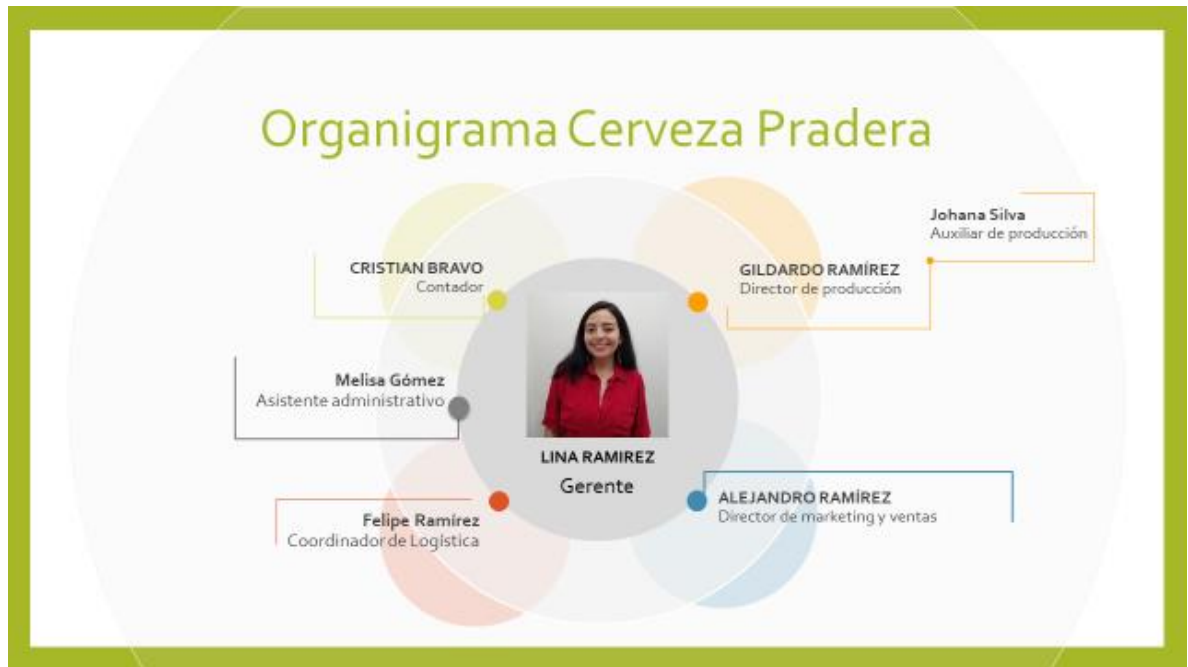 Organigrama Cerveza Pradera
Johana Silva
Auxiliar de producción
CRISTIAN BRAVO
Contador
GILDARDO RAMÍREZ
Director de producción
Melisa Gómez
Asistente administrativo
LINA RAMIREZ
Gerente
Felipe Ramírez
Coordinador de Logística
ALEJANDRO RAMÍREZ
Director de marketing y ventas